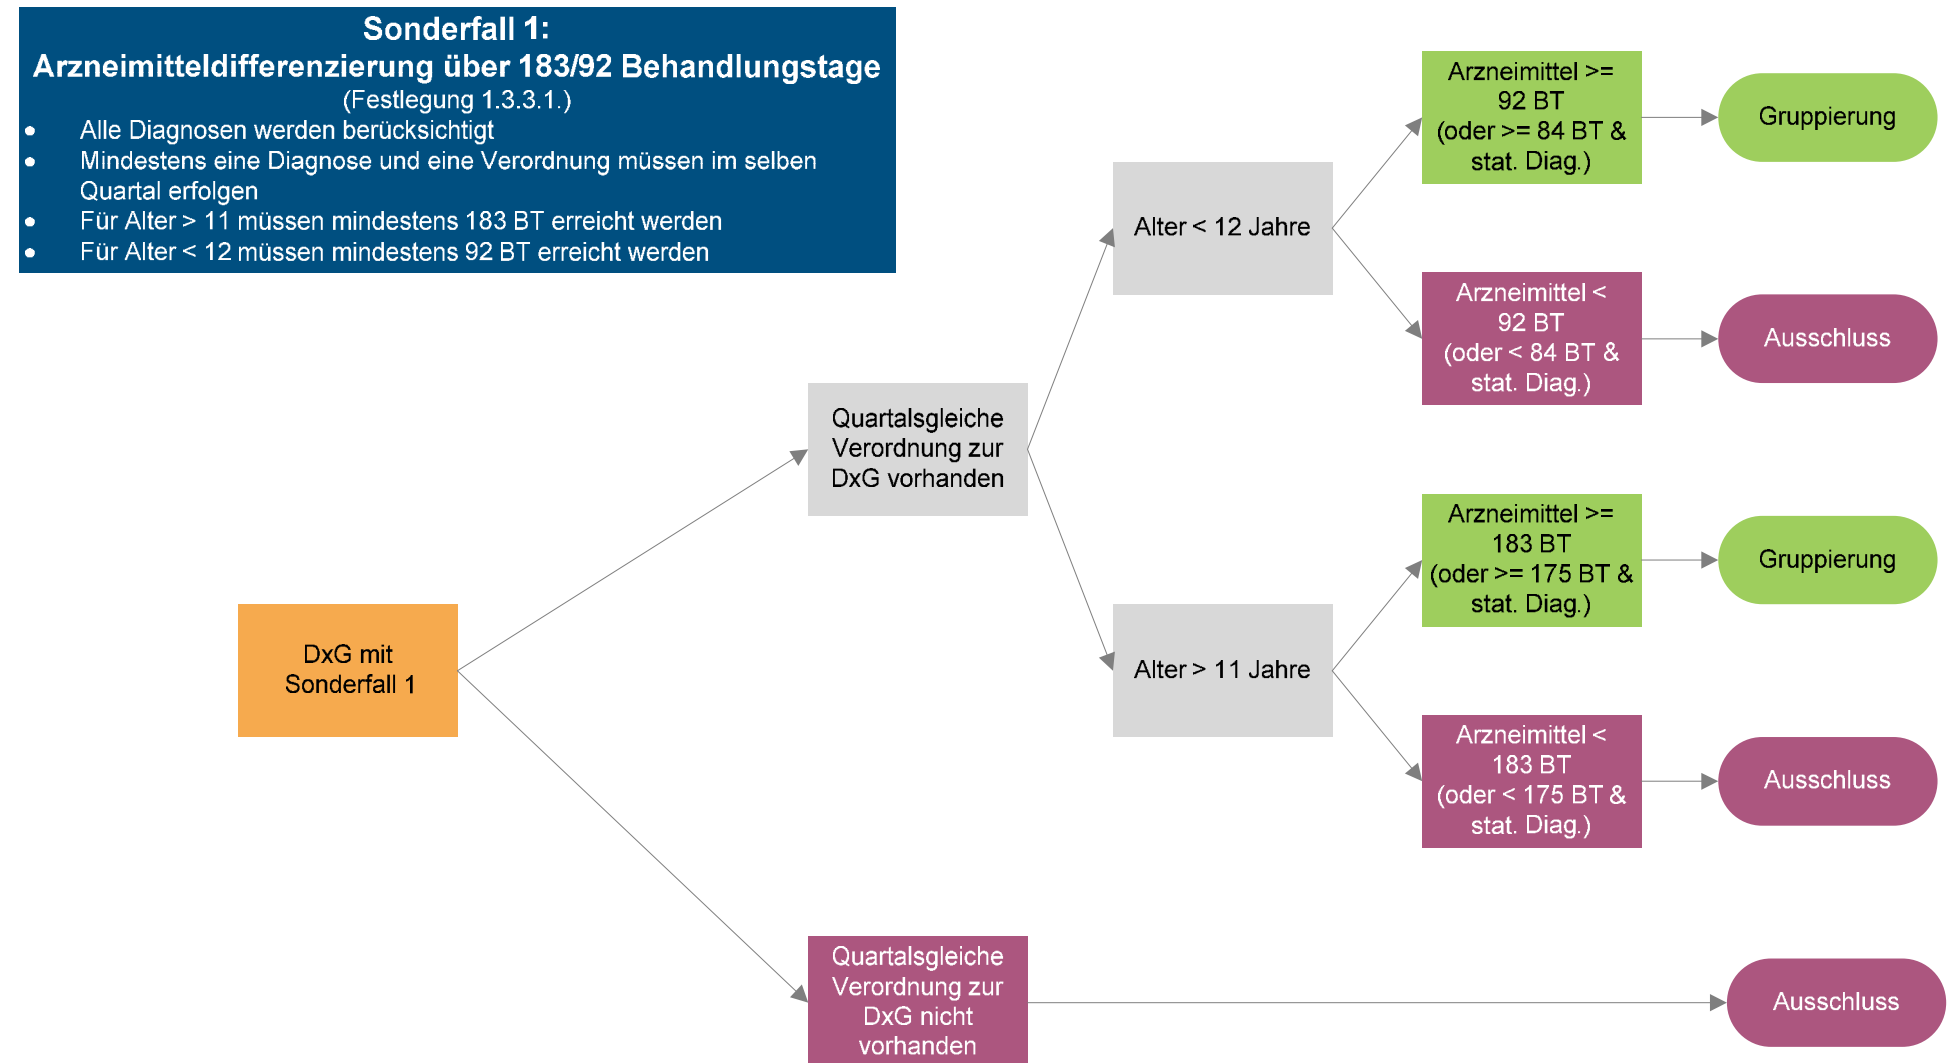 Sonderfall 1:
Arzneimitteldifferenzierung über 183/92 Behandlungstage
(Festlegung 1.3.3.1.)
• Alle Diagnosen werden berücksichtigt
• Mindestens eine Diagnose und eine Verordnung müssen im selben
Quartal erfolgen
• Für Alter > 11 müssen mindestens 183 BT erreicht werden
• Für Alter < 12 müssen mindestens 92 BT erreicht werden
DxG mit
Sonderfall 1
Quartalsgleiche
Verordnung zur
DxG vorhanden
Alter < 12 Jahre
Arzneimittel >=
92 BT
(oder >= 84 BT &
stat. Diag.)
Gruppierung
Arzneimittel <
92 BT
(oder < 84 BT &
stat. Diag.)
Ausschluss
Alter > 11 Jahre
Arzneimittel >=
183 BT
(oder >= 175 BT &
stat. Diag.)
Gruppierung
Arzneimittel <
183 BT
(oder < 175 BT &
stat. Diag.)
Ausschluss
Quartalsgleiche
Verordnung zur
DxG nicht
vorhanden
Ausschluss